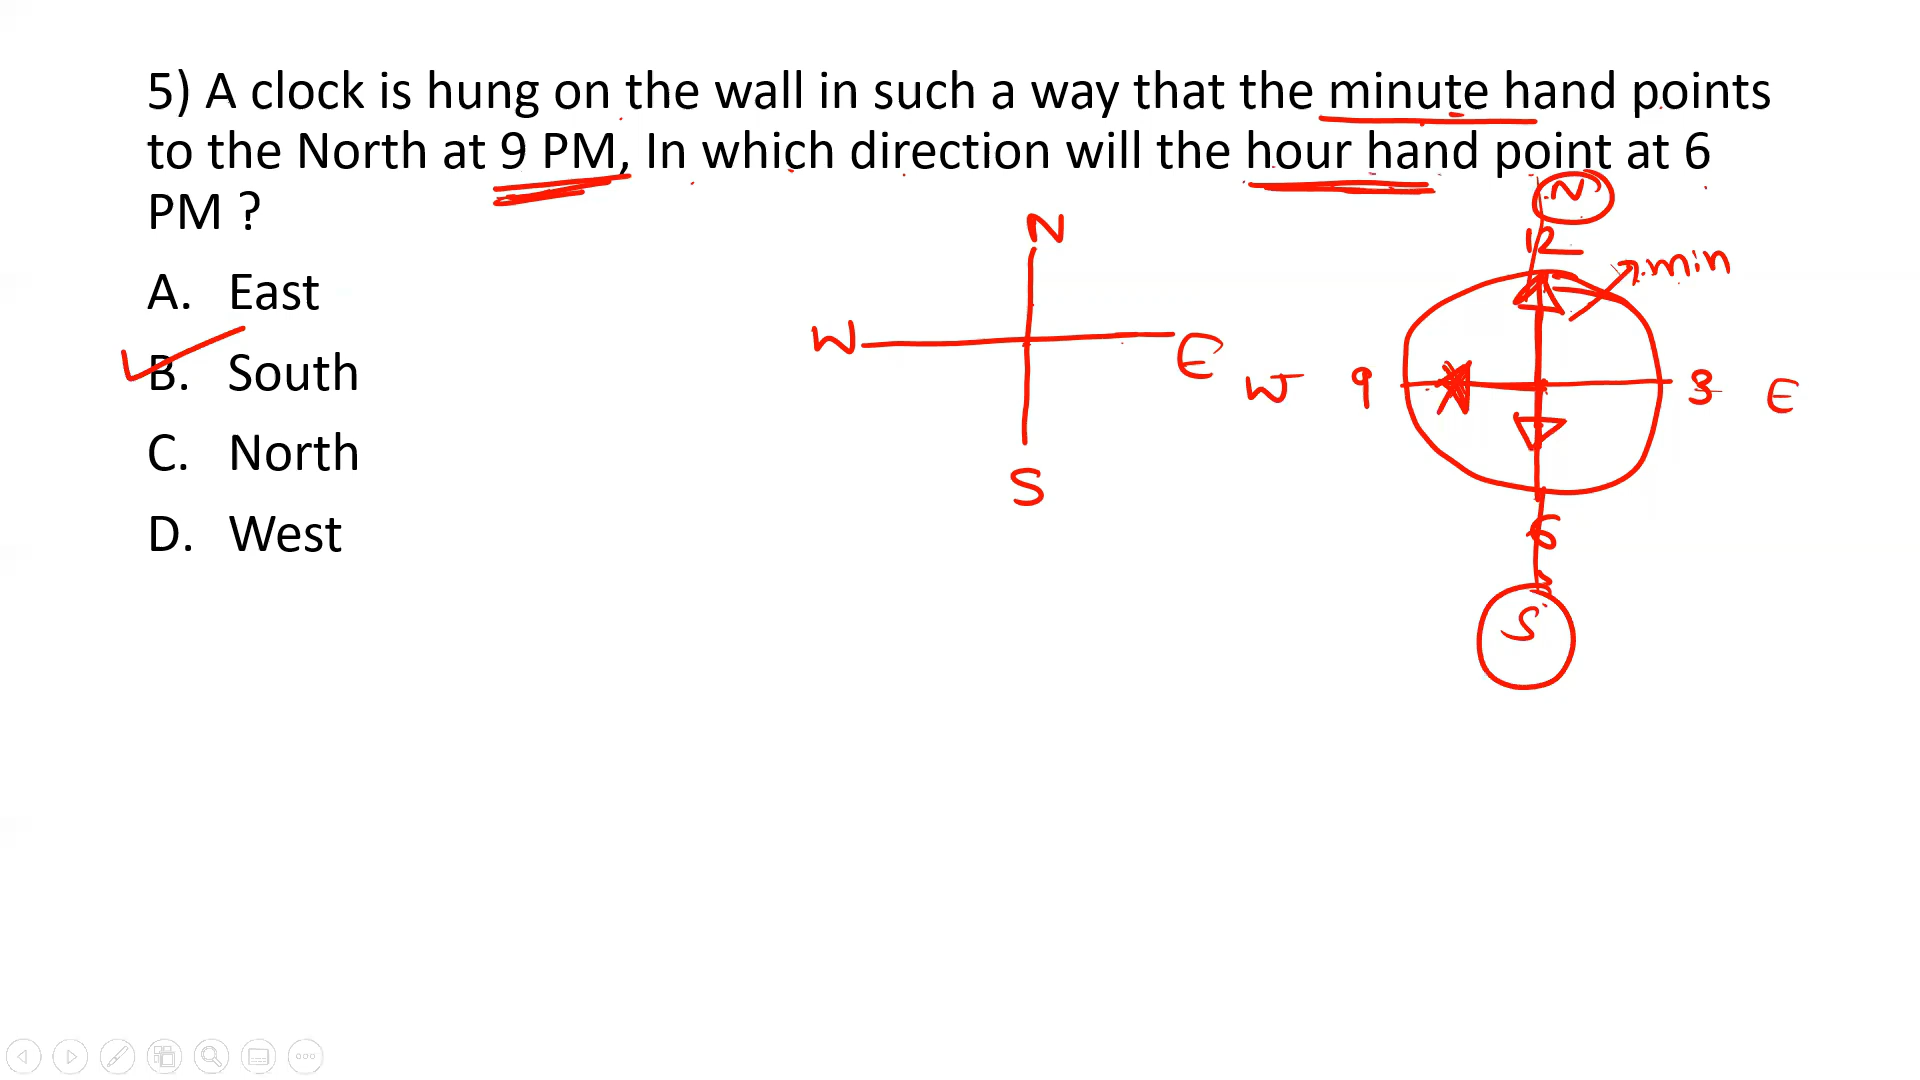 5) A clock is hung on the wall in such a way that the minute hand points
to the North at 9 PM, In which direction will the hour hand point at 6
PM ?
A. East
B. South
C. North
D. West
N
W
E
S
N
12
min
W 9 3 E
6
S